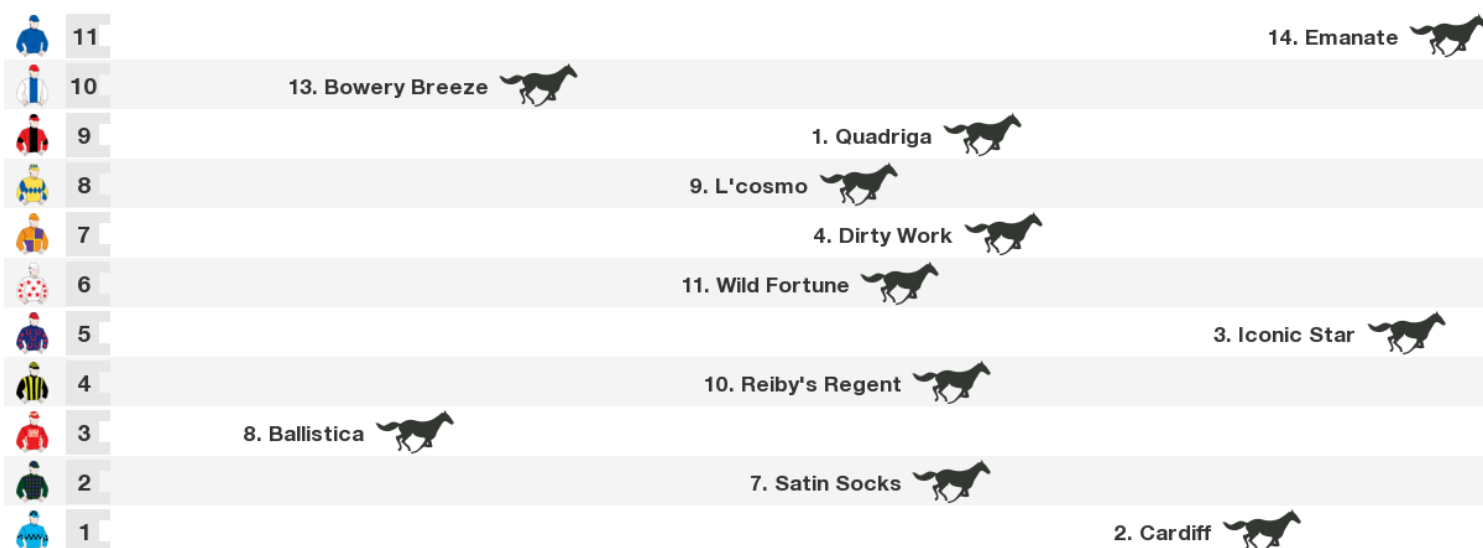 11 14. Emanate
10 13. Bowery Breeze
9 1. Quadriga
8 9. L'cosmo
7 4. Dirty Work
6 11. Wild Fortune
5 3. Iconic Star
4 10. Reiby's Regent
3 8. Ballistica
2 7. Satin Socks
1 2. Cardiff